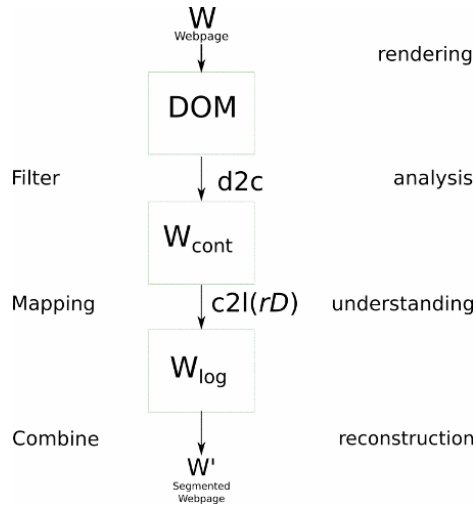 W
Webpage
rendering
DOM
Filter
d2c
analysis
W_cont
Mapping
c2l(rD)
understanding
W_log
Combine
reconstruction
W'
Segmented
Webpage